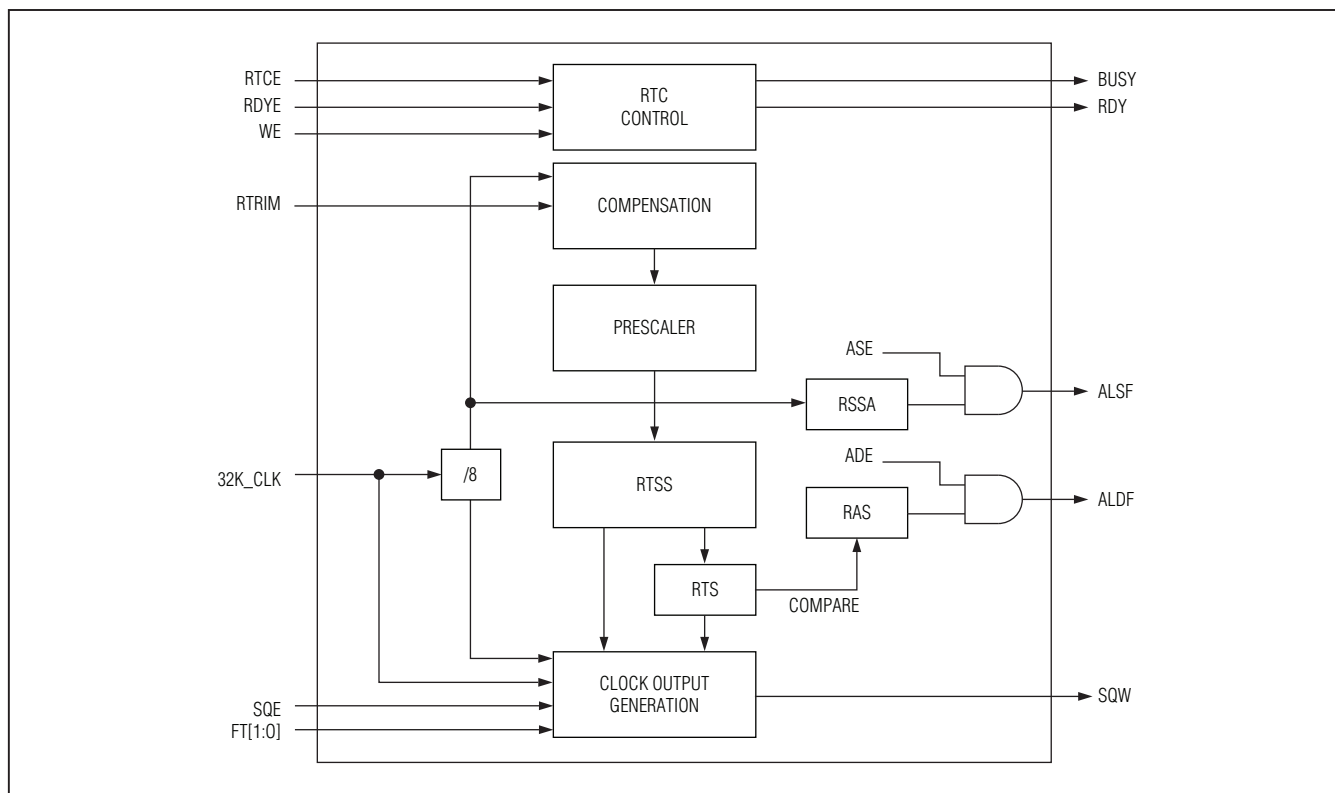 RTCE
RDYE
WE
RTC
CONTROL
BUSY
RDY
RTRIM
COMPENSATION
PRESCALER
ASE
RSSA
ALSF
32K_CLK
/8
RTSS
ADE
RAS
ALDF
RTS
COMPARE
SQE
FT[1:0]
CLOCK OUTPUT
GENERATION
SQW